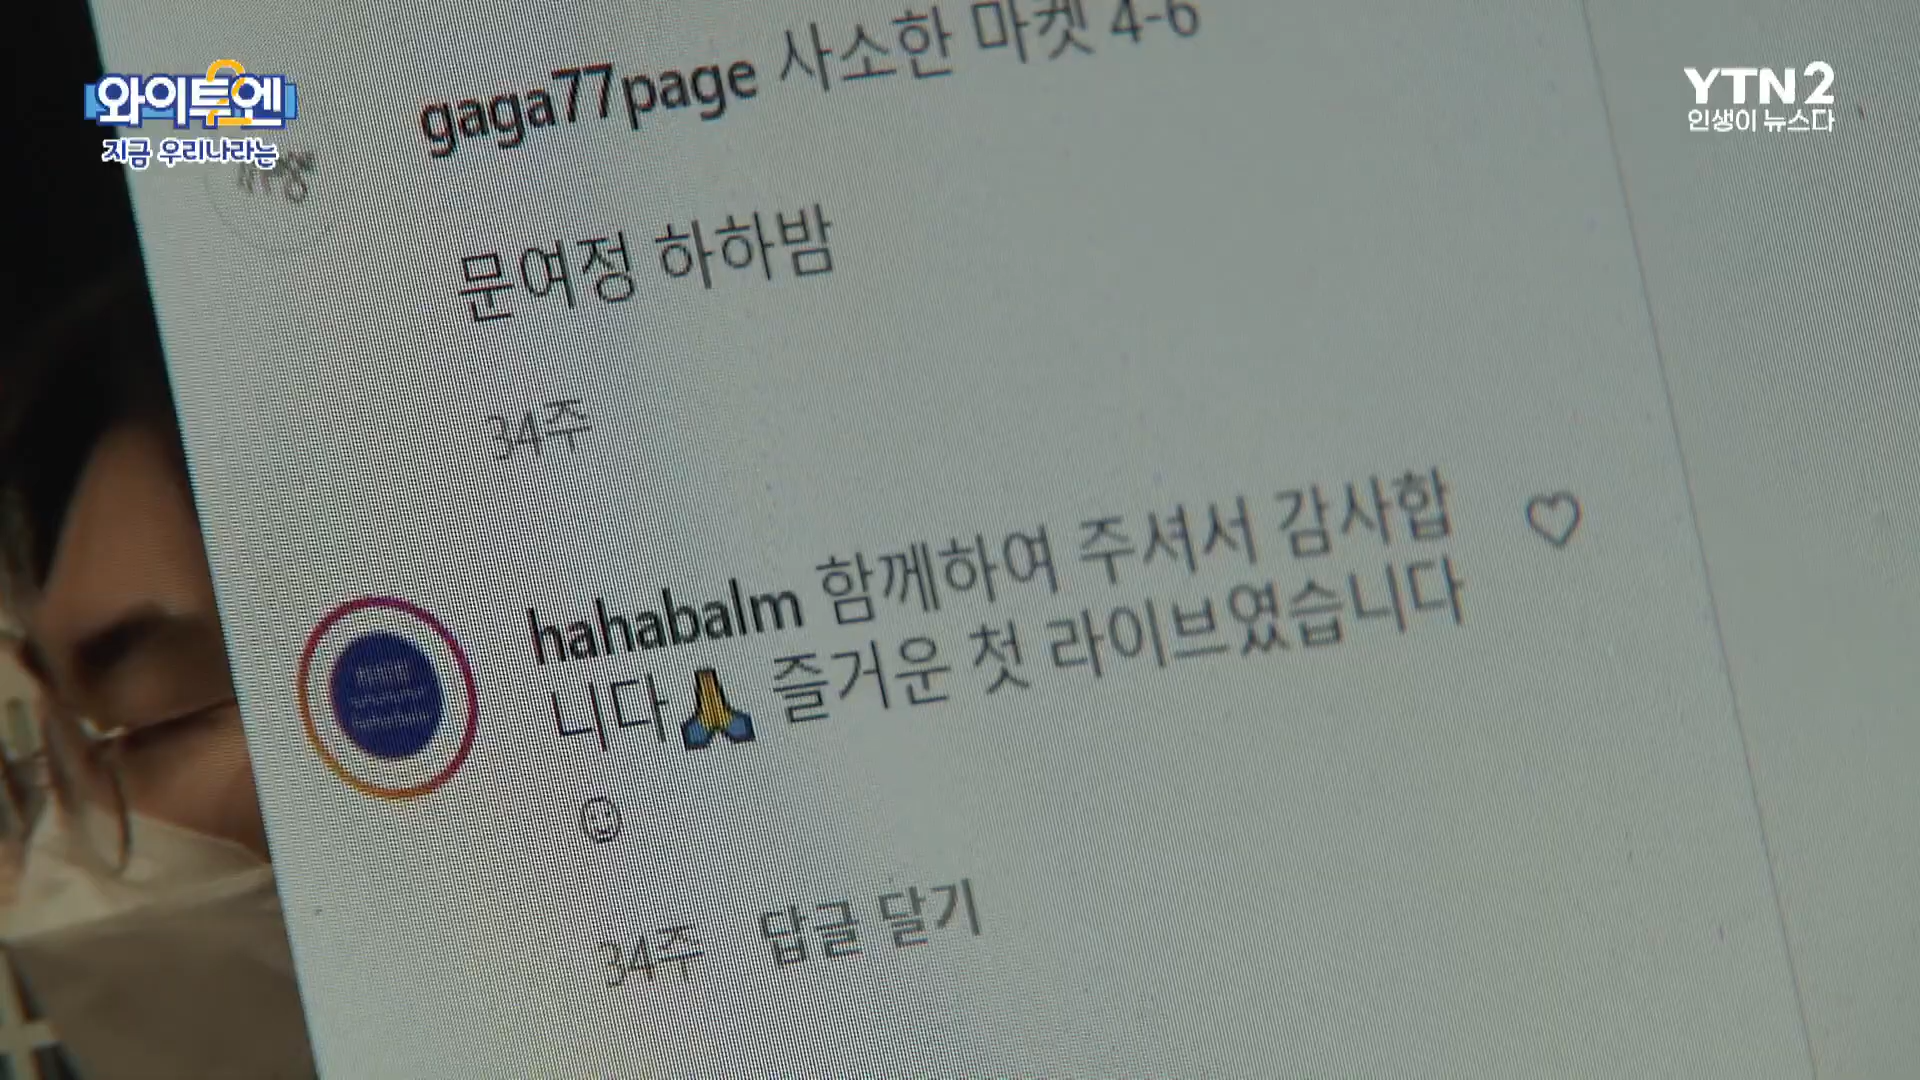 와이투엔
지금 우리나라는
YTN2
인생이 뉴스다
gaga77page 사소한 마켓 4-6
문여정 하하밤
34주
hahabalm 함께하여 주셔서 감사합
니다🙏 즐거운 첫 라이브였습니다
34주 답글 달기